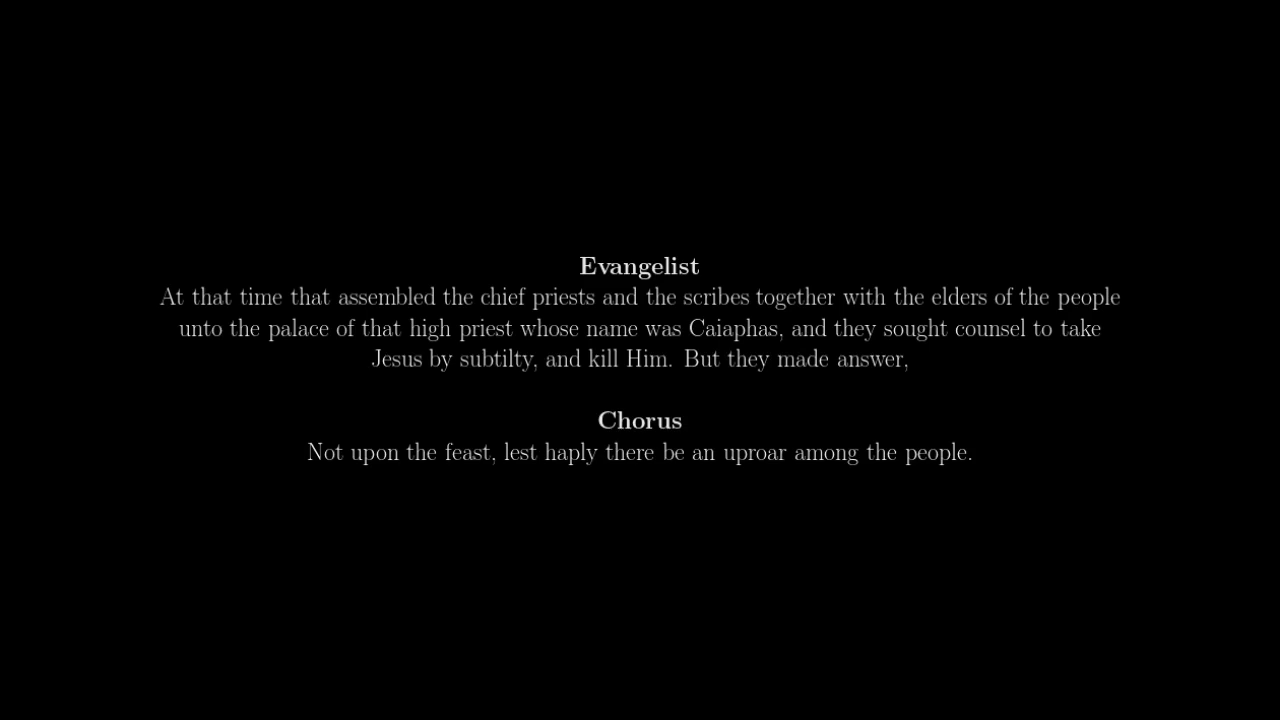 Evangelist
At that time that assembled the chief priests and the scribes together with the elders of the people
unto the palace of that high priest whose name was Caiaphas, and they sought counsel to take
Jesus by subtilty, and kill Him. But they made answer,
Chorus
Not upon the feast, lest haply there be an uproar among the people.